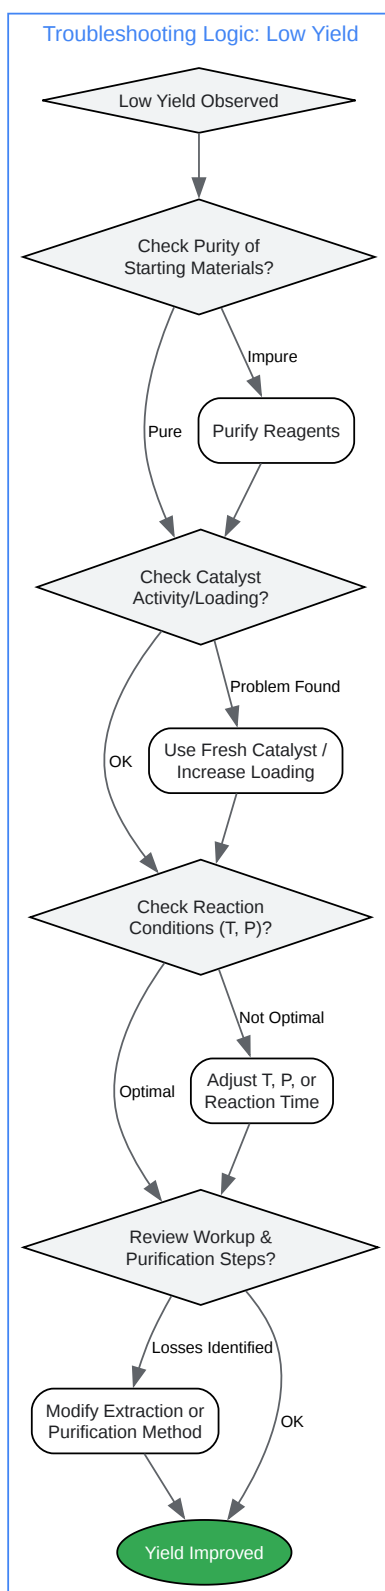 Troubleshooting Logic: Low Yield
Low Yield Observed
Check Purity of
Starting Materials?
Impure
Pure
Purify Reagents
Check Catalyst
Activity/Loading?
Problem Found
OK
Use Fresh Catalyst /
Increase Loading
Check Reaction
Conditions (T, P)?
Not Optimal
Optimal
Adjust T, P, or
Reaction Time
Review Workup &
Purification Steps?
Losses Identified
Modify Extraction or
Purification Method
OK
Yield Improved